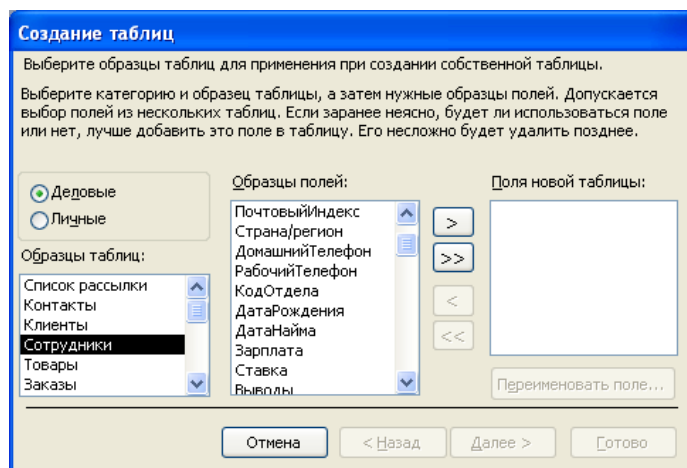 Создание таблиц
Выберите образцы таблиц для применения при создании собственной таблицы.
Выберите категорию и образец таблицы, а затем нужные образцы полей. Допускается
выбор полей из нескольких таблиц. Если заранее неясно, будет ли использоваться поле
или нет, лучше добавить это поле в таблицу. Его несложно будет удалить позднее.
Деловые
Личные
Образцы таблиц:
Список рассылки
Контакты
Клиенты
Сотрудники
Товары
Заказы
Образцы полей:
ПочтовыйИндекс
Страна/регион
ДомашнийТелефон
РабочийТелефон
КодОтдела
ДатаРождения
ДатаНайма
Зарплата
Ставка
Выводы
>
>>
<
<<
Поля новой таблицы:
Переименовать поле...
Отмена
< Назад
Далее >
Готово